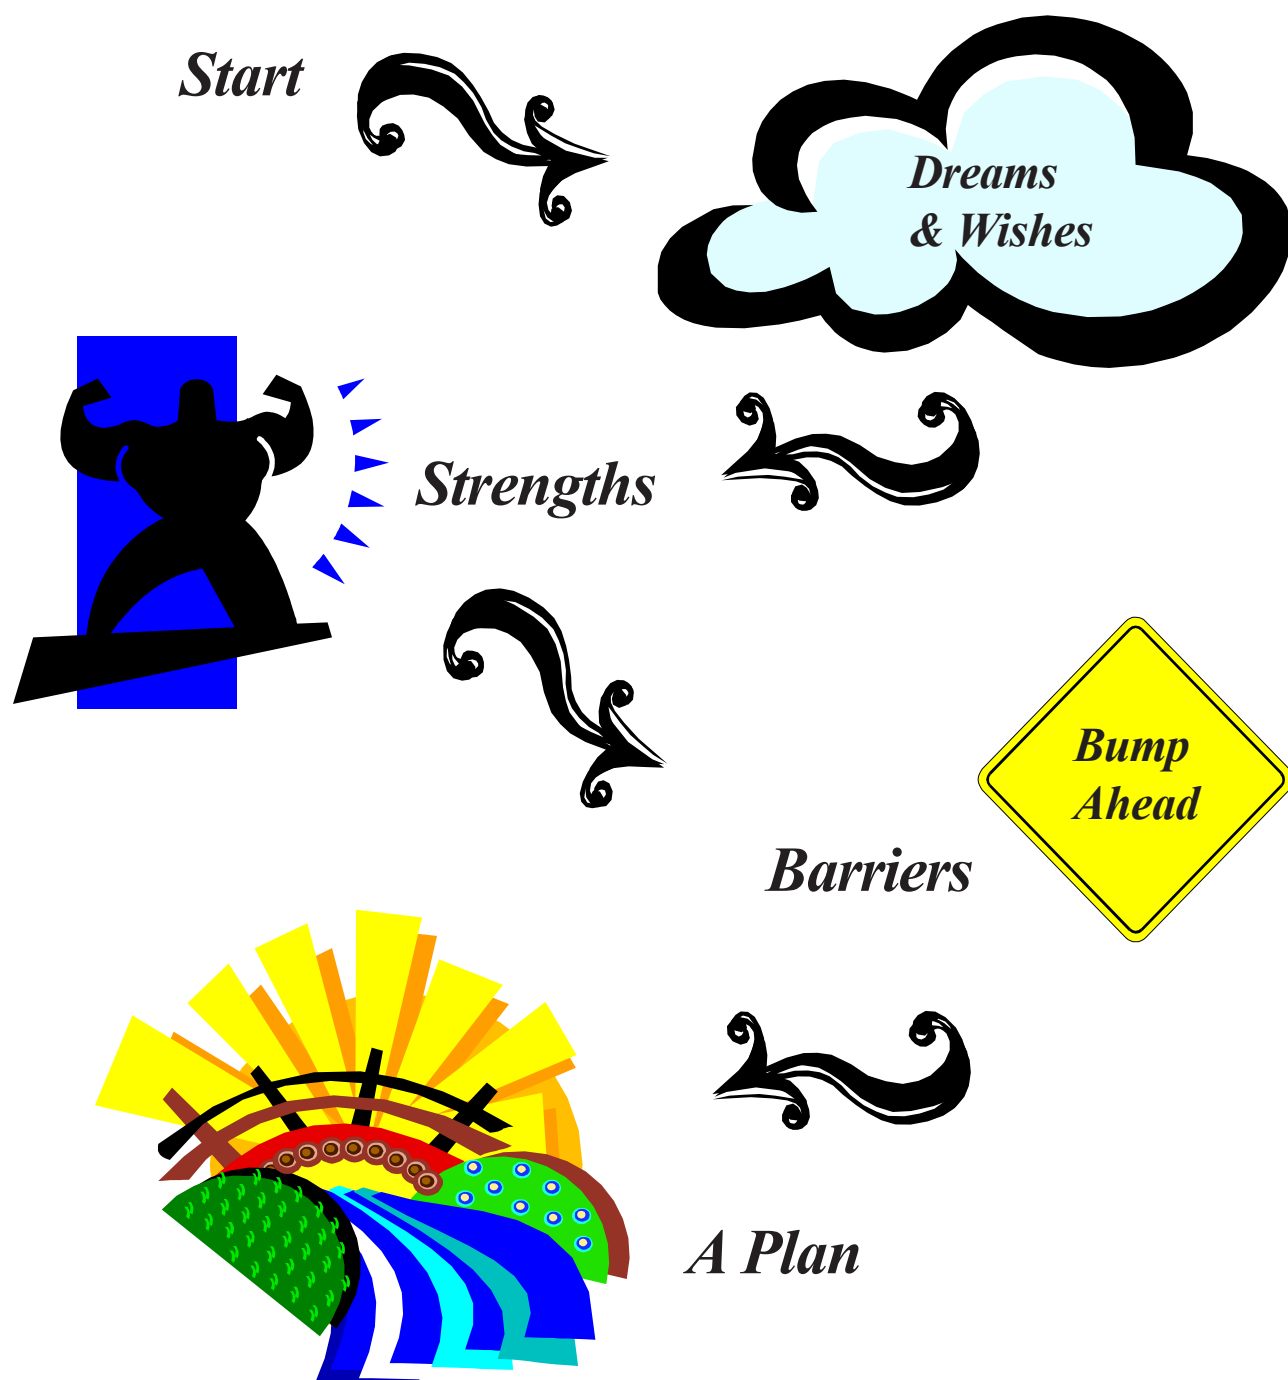 Start
Dreams
& Wishes
Strengths
Bump
Ahead
Barriers
A Plan